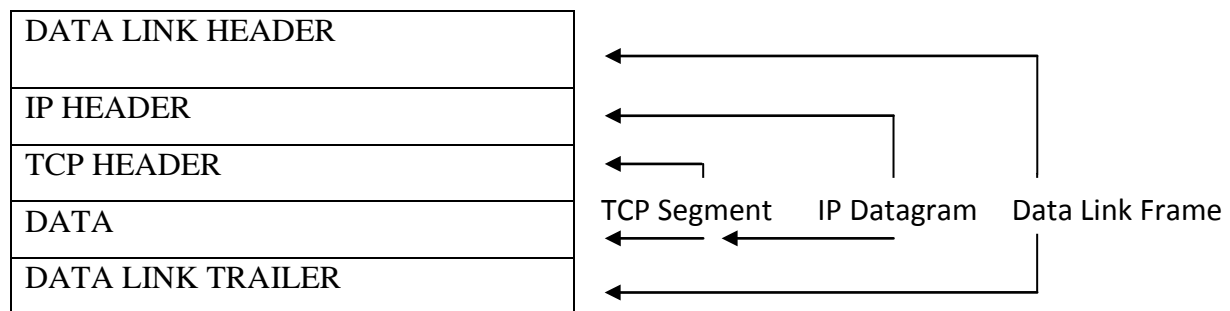 DATA LINK HEADER
IP HEADER
TCP HEADER
DATA
TCP Segment IP Datagram Data Link Frame
DATA LINK TRAILER